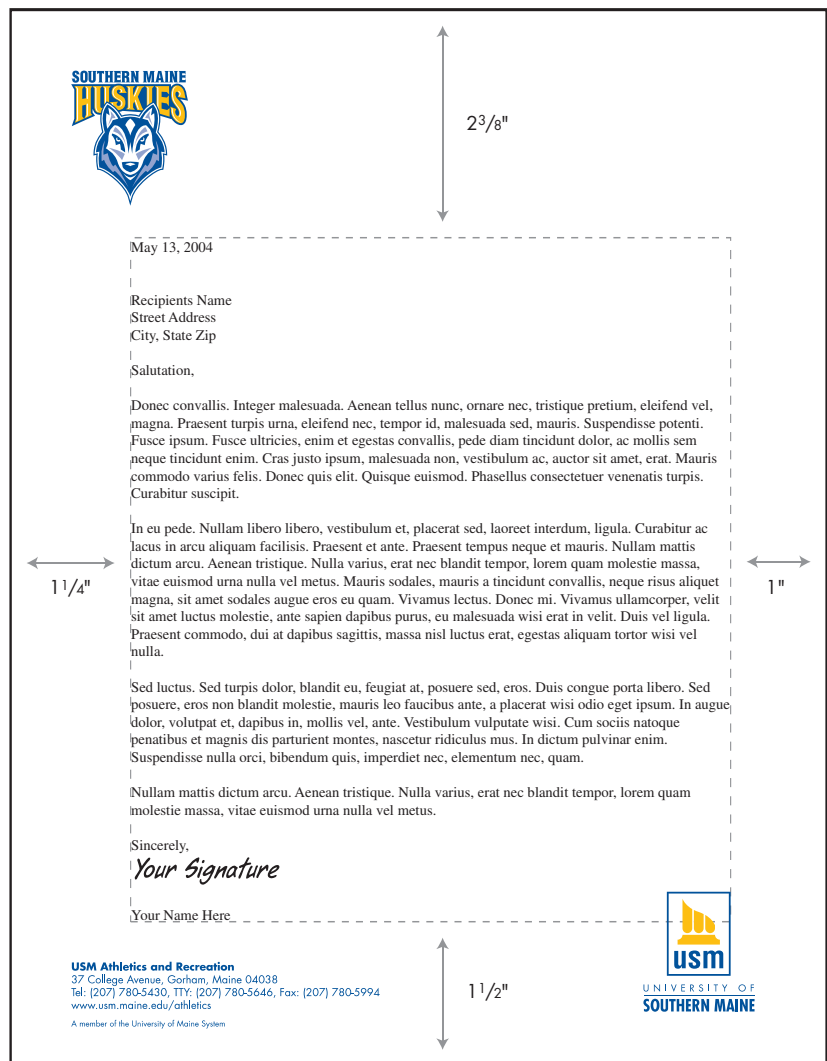 SOUTHERN MAINE
HUSKIES
2 3/8"
May 13, 2004
Recipients Name
Street Address
City, State Zip
Salutation,
Donec convallis. Integer malesuada. Aenean tellus nunc, ornare nec, tristique pretium, eleifend vel,
magna. Praesent turpis urna, eleifend nec, tempor id, malesuada sed, mauris. Suspendisse potenti.
Fusce ipsum. Fusce ultricies, enim et egestas convallis, pede diam tincidunt dolor, ac mollis sem
neque tincidunt enim. Cras justo ipsum, malesuada non, vestibulum ac, auctor sit amet, erat. Mauris
commodo varius felis. Donec quis elit. Quisque euismod. Phasellus consectetuer venenatis turpis.
Curabitur suscipit.
In eu pede. Nullam libero libero, vestibulum et, placerat sed, laoreet interdum, ligula. Curabitur ac
lacus in arcu aliquam facilisis. Praesent et ante. Praesent tempus neque et mauris. Nullam mattis
dictum arcu. Aenean tristique. Nulla varius, erat nec blandit tempor, lorem quam molestie massa,
vitae euismod urna nulla vel metus. Mauris sodales, mauris a tincidunt convallis, neque risus aliquet
magna, sit amet sodales augue eros eu quam. Vivamus lectus. Donec mi. Vivamus ullamcorper, velit
sit amet luctus molestie, ante sapien dapibus purus, eu malesuada wisi erat in velit. Duis vel ligula.
Praesent commodo, dui at dapibus sagittis, massa nisl luctus erat, egestas aliquam tortor wisi vel
nulla.
1 1/4"
1"
Sed luctus. Sed turpis dolor, blandit eu, feugiat at, posuere sed, eros. Duis congue porta libero. Sed
posuere, eros non blandit molestie, mauris leo faucibus ante, a placerat wisi odio eget ipsum. In augue
dolor, volutpat et, dapibus in, mollis vel, ante. Vestibulum vulputate wisi. Cum sociis natoque
penatibus et magnis dis parturient montes, nascetur ridiculus mus. In dictum pulvinar enim.
Suspendisse nulla orci, bibendum quis, imperdiet nec, elementum nec, quam.
Nullam mattis dictum arcu. Aenean tristique. Nulla varius, erat nec blandit tempor, lorem quam
molestie massa, vitae euismod urna nulla vel metus.
Sincerely,
Your Signature
Your Name Here
USM Athletics and Recreation
37 College Avenue, Gorham, Maine 04038
Tel: (207) 780-5430, TTY: (207) 780-5646, Fax: (207) 780-5994
www.usm.maine.edu/athletics
A member of the University of Maine System
1 1/2"
usm
UNIVERSITY OF
SOUTHERN MAINE